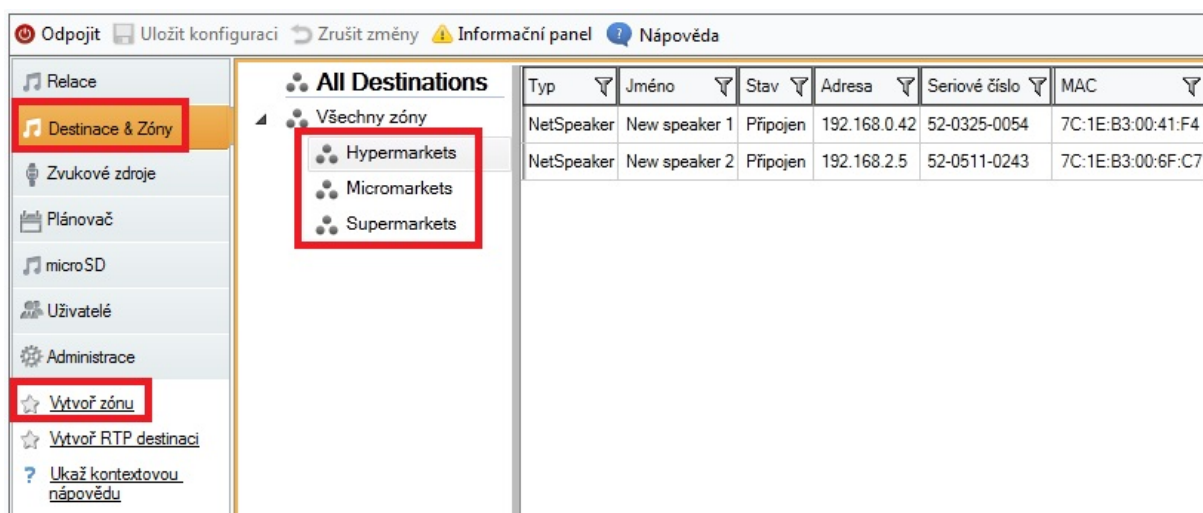 Odpojit Uložit konfiguraci Zrušit změny Informační panel Nápověda
Relace
Destinace & Zóny
Zvukové zdroje
Plánovač
microSD
Uživatelé
Administrace
Vytvoř zónu
Vytvoř RTP destinaci
Ukaž kontextovou
nápovědu
All Destinations
Všechny zóny
Hypermarkets
Micromarkets
Supermarkets
Typ Jméno Stav Adresa Seriové číslo MAC
NetSpeaker New speaker 1 Připojen 192.168.0.42 52-0325-0054 7C:1E:B3:00:41:F4
NetSpeaker New speaker 2 Připojen 192.168.2.5 52-0511-0243 7C:1E:B3:00:6F:C7